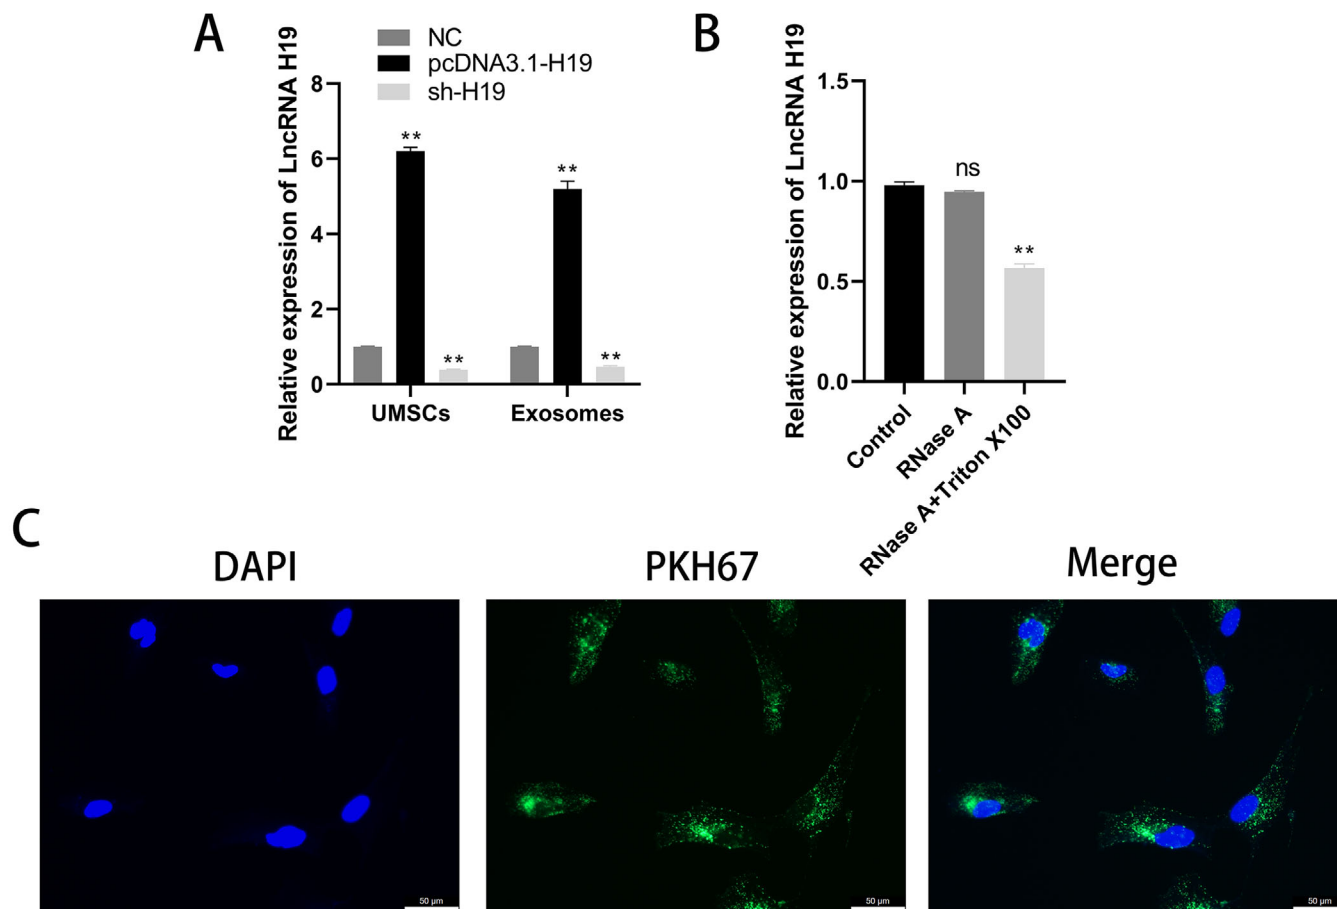 A
NC
pcDNA3.1-H19
sh-H19
Relative expression of LncRNA H19
8
6
4
2
0
**
**
**
**
UMSCs
Exosomes
B
Relative expression of LncRNA H19
1.5
1.0
0.5
0.0
ns
**
Control
RNase A
RNase A+Triton X100
C
DAPI
PKH67
Merge
50 μm
50 μm
50 μm